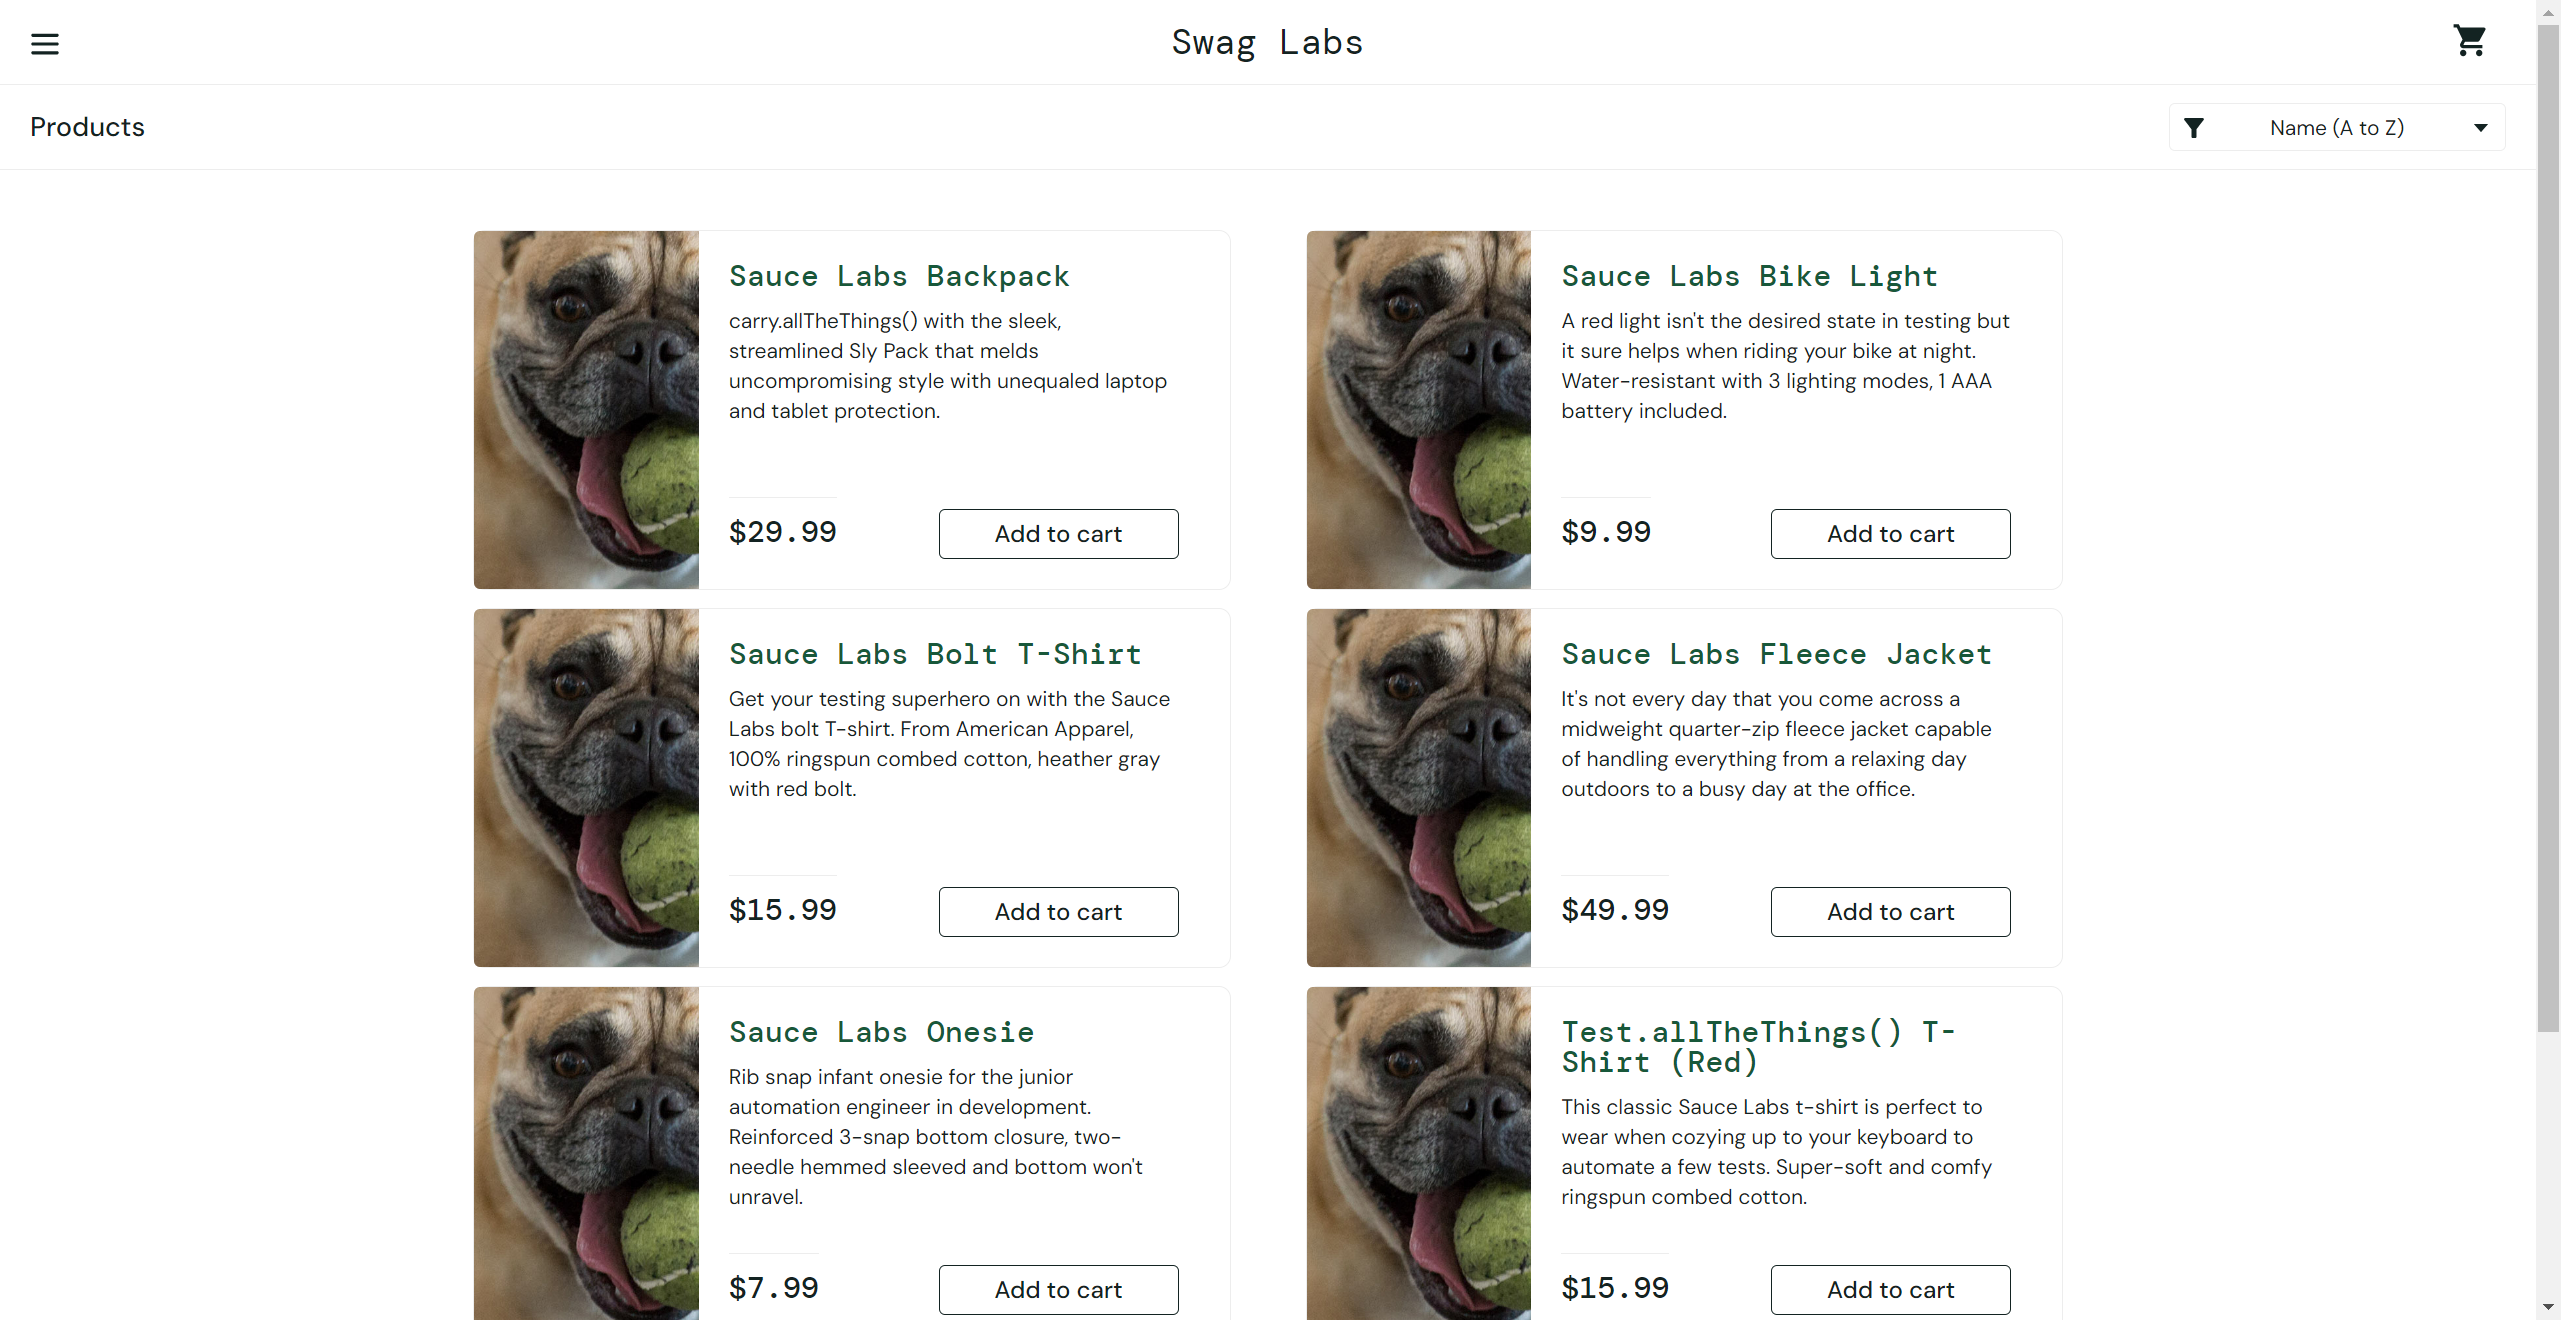 Swag Labs
Products
Name (A to Z)
Sauce Labs Backpack
carry.allTheThings() with the sleek,
streamlined Sly Pack that melds
uncompromising style with unequaled laptop
and tablet protection.
$29.99
Add to cart
Sauce Labs Bike Light
A red light isn't the desired state in testing but
it sure helps when riding your bike at night.
Water-resistant with 3 lighting modes, 1 AAA
battery included.
$9.99
Add to cart
Sauce Labs Bolt T-Shirt
Get your testing superhero on with the Sauce
Labs bolt T-shirt. From American Apparel,
100% ringspun combed cotton, heather gray
with red bolt.
$15.99
Add to cart
Sauce Labs Fleece Jacket
It's not every day that you come across a
midweight quarter-zip fleece jacket capable
of handling everything from a relaxing day
outdoors to a busy day at the office.
$49.99
Add to cart
Sauce Labs Onesie
Rib snap infant onesie for the junior
automation engineer in development.
Reinforced 3-snap bottom closure, two-
needle hemmed sleeved and bottom won't
unravel.
$7.99
Add to cart
Test.allTheThings() T-
Shirt (Red)
This classic Sauce Labs t-shirt is perfect to
wear when cozying up to your keyboard to
automate a few tests. Super-soft and comfy
ringspun combed cotton.
$15.99
Add to cart